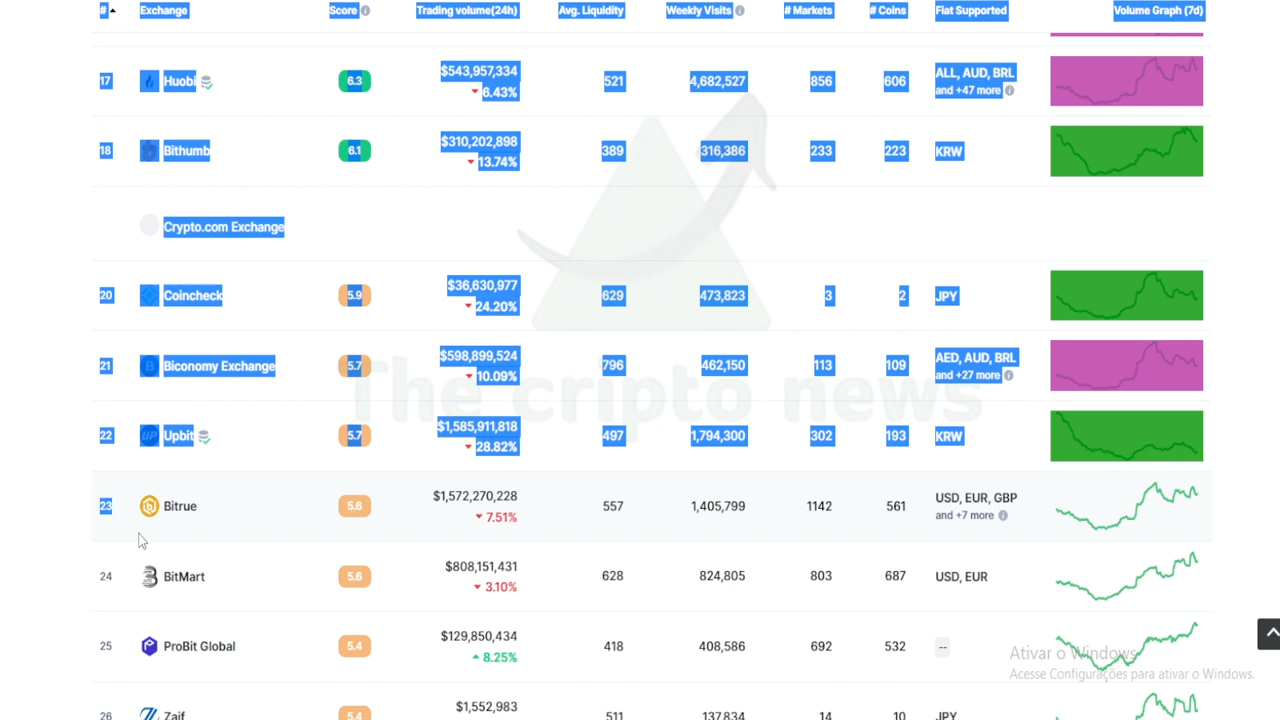 # Exchange Score Trading volume(24h) Avg. Liquidity Weekly Visits # Markets # Coins Fiat Supported Volume Graph (7d)
17 Huobi 6.3 $543,957,334 521 4,682,527 856 606 ALL, AUD, BRL
6.43% and +47 more
18 Bithumb 6.1 $310,202,898 389 316,386 233 223 KRW
13.74%
Crypto.com Exchange
20 Coincheck 5.9 $36,630,977 629 473,823 3 2 JPY
24.20%
21 Biconomy Exchange 5.7 $598,899,524 796 462,150 113 109 AED, AUD, BRL
10.09% and +27 more
The cripto news
22 Upbit 5.7 $1,585,911,818 497 1,794,300 302 193 KRW
28.82%
23 Bitrue 5.6 $1,572,270,228 557 1,405,799 1142 561 USD, EUR, GBP
7.51% and +7 more
24 BitMart 5.6 $808,151,431 628 824,805 803 687 USD, EUR
3.10%
25 ProBit Global 5.4 $129,850,434 418 408,586 692 532 --
8.25%
Ativar o Windows
Acesse Configurações para ativar o Windows.
26 Zaif 5.4 $1,552,983 511 137,834 14 10 JPY